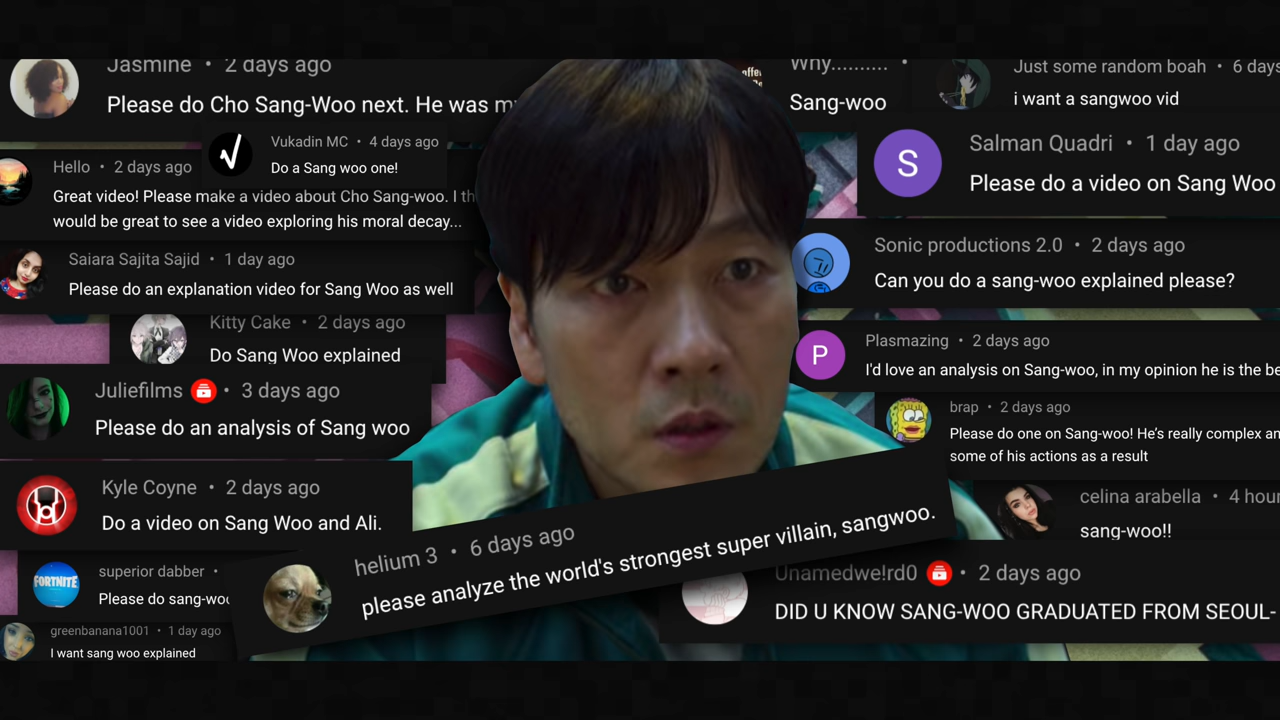 Jasmine • 2 days ago
Please do Cho Sang-Woo next. He was
Vukadin MC • 4 days ago
Do a Sang woo one!
Hello • 2 days ago
Great video! Please make a video about Cho Sang-woo. I
would be great to see a video exploring his moral decay...
Saiara Sajita Sajid • 1 day ago
Please do an explanation video for Sang Woo as well
Kitty Cake • 2 days ago
Do Sang Woo explained
Juliefilms • 3 days ago
Please do an analysis of Sang woo
Kyle Coyne • 2 days ago
Do a video on Sang Woo and Ali.
FORTNITE
superior dabber •
Please do
greenbanana1001 • 1 day ago
I want sang woo explained
helium 3 • 6 days ago
please analyze the world's strongest super villain, sangwoo.
Why.......... •
Sang-woo
Just some random boah • 6 days
i want a sangwoo vid
S
Salman Quadri • 1 day ago
Please do a video on Sang Woo
Sonic productions 2.0 • 2 days ago
Can you do a sang-woo explained please?
P
Plasmazing • 2 days ago
I'd love an analysis on Sang-woo, in my opinion he is the
brap • 2 days ago
Please do one on Sang-woo! He's really complex
some of his actions as a result
celina arabella • 4
sang-woo!!
Unamedwe!rd0 • 2 days ago
DID U KNOW SANG-WOO GRADUATED FROM SEOUL-